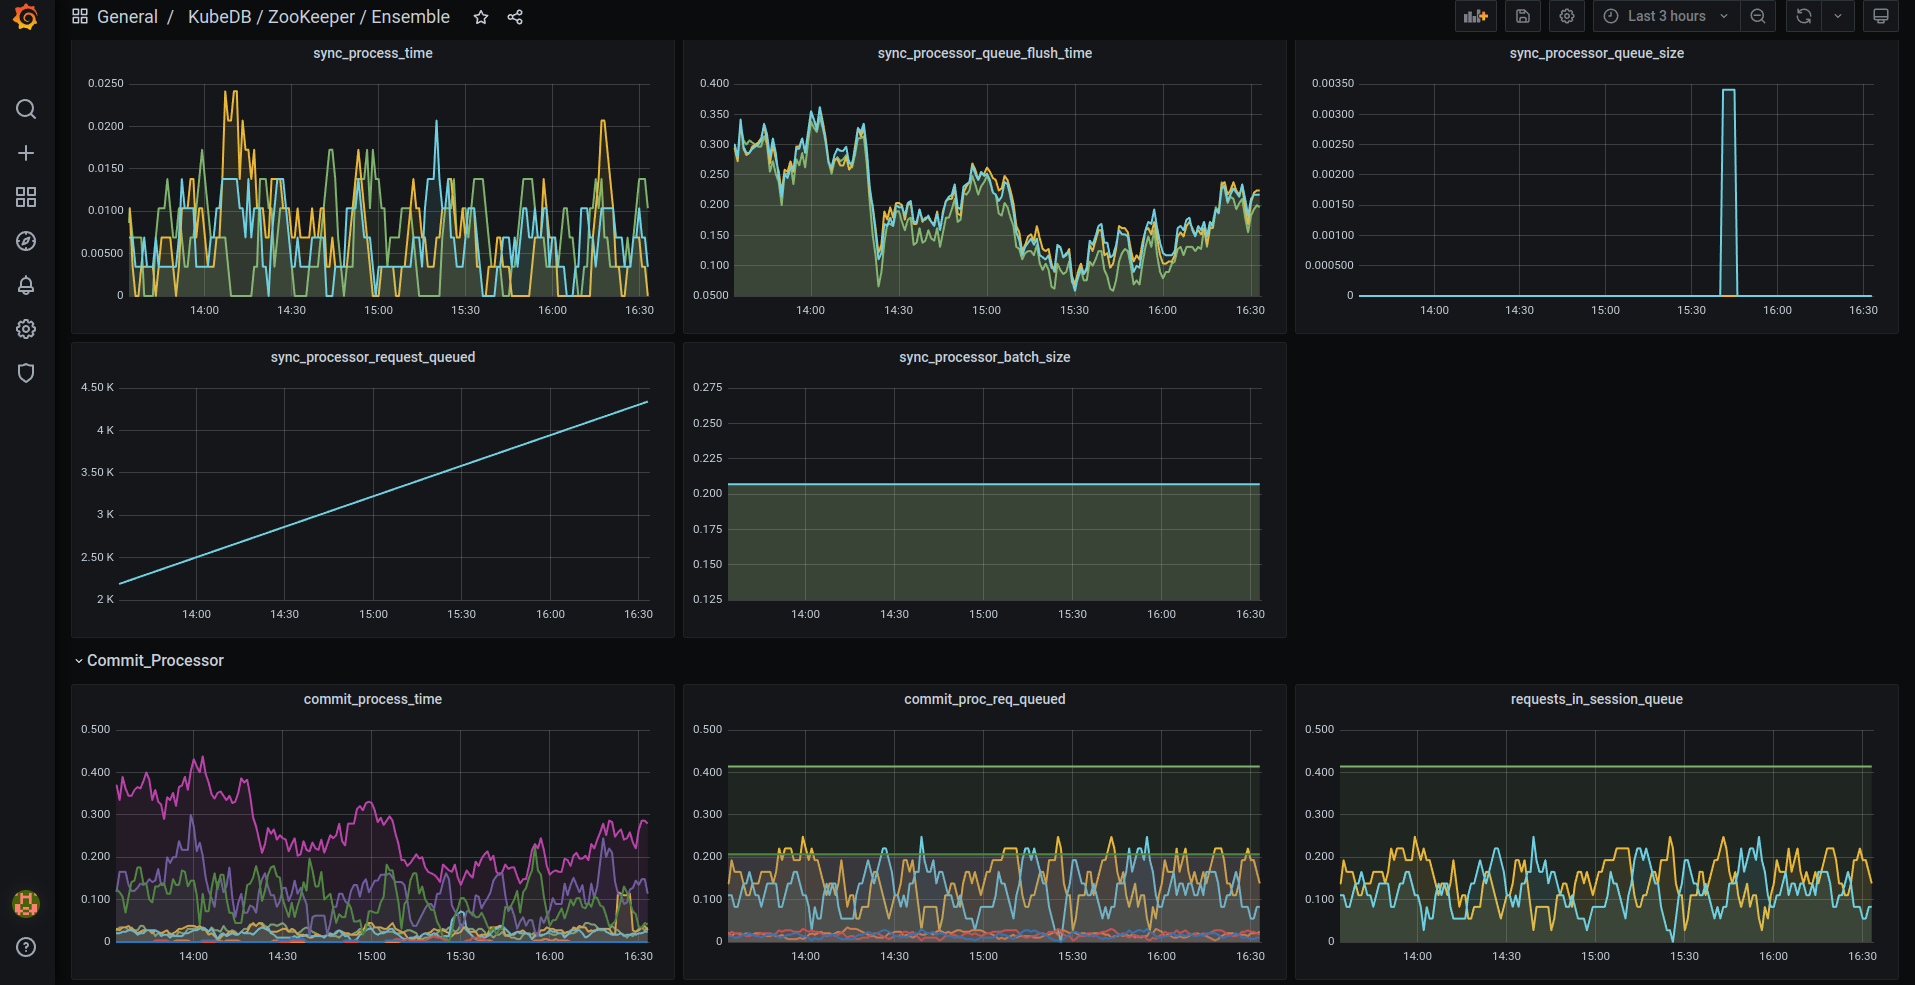 General / KubeDB / ZooKeeper / Ensemble
Last 3 hours
sync_process_time
0.0250
0.0200
0.0150
0.0100
0.00500
0
14:00 14:30 15:00 15:30 16:00 16:30
sync_processor_queue_flush_time
0.400
0.350
0.300
0.250
0.200
0.150
0.100
0.0500
14:00 14:30 15:00 15:30 16:00 16:30
sync_processor_queue_size
0.00350
0.00300
0.00250
0.00200
0.00150
0.00100
0.000500
0
14:00 14:30 15:00 15:30 16:00 16:30
sync_processor_request_queued
4.50 K
4 K
3.50 K
3 K
2.50 K
2 K
14:00 14:30 15:00 15:30 16:00 16:30
sync_processor_batch_size
0.275
0.250
0.225
0.200
0.175
0.150
0.125
14:00 14:30 15:00 15:30 16:00 16:30
Commit_Processor
commit_process_time
0.500
0.400
0.300
0.200
0.100
0
14:00 14:30 15:00 15:30 16:00 16:30
commit_proc_req_queued
0.500
0.400
0.300
0.200
0.100
0
14:00 14:30 15:00 15:30 16:00 16:30
requests_in_session_queue
0.500
0.400
0.300
0.200
0.100
0
14:00 14:30 15:00 15:30 16:00 16:30